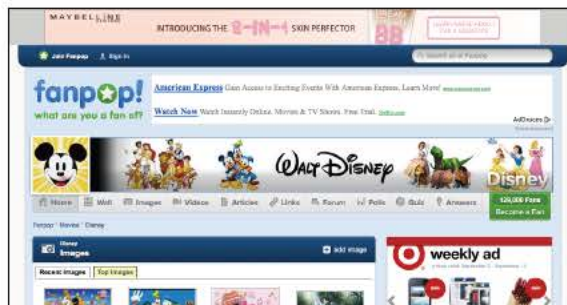 MAYBELLINE
INTRODUCING THE 8-IN-1 SKIN PERFECTOR
BB
Join Fanpop Sign In
fanpop!
what are you a fan of?
American Express Gain Access to Exciting Events With American Express. Learn More!
Watch Now Watch Instantly Online. Movies & TV Shows. Free Trial.
AdChoices
WALT DISNEY
Disney
Home Wall Images Videos Articles Links Forum Polls Quiz Answers
Fans
Become a Fan
Fanpop Movies Disney
Disney
Images
add image
Recent Images Top Images
weekly ad